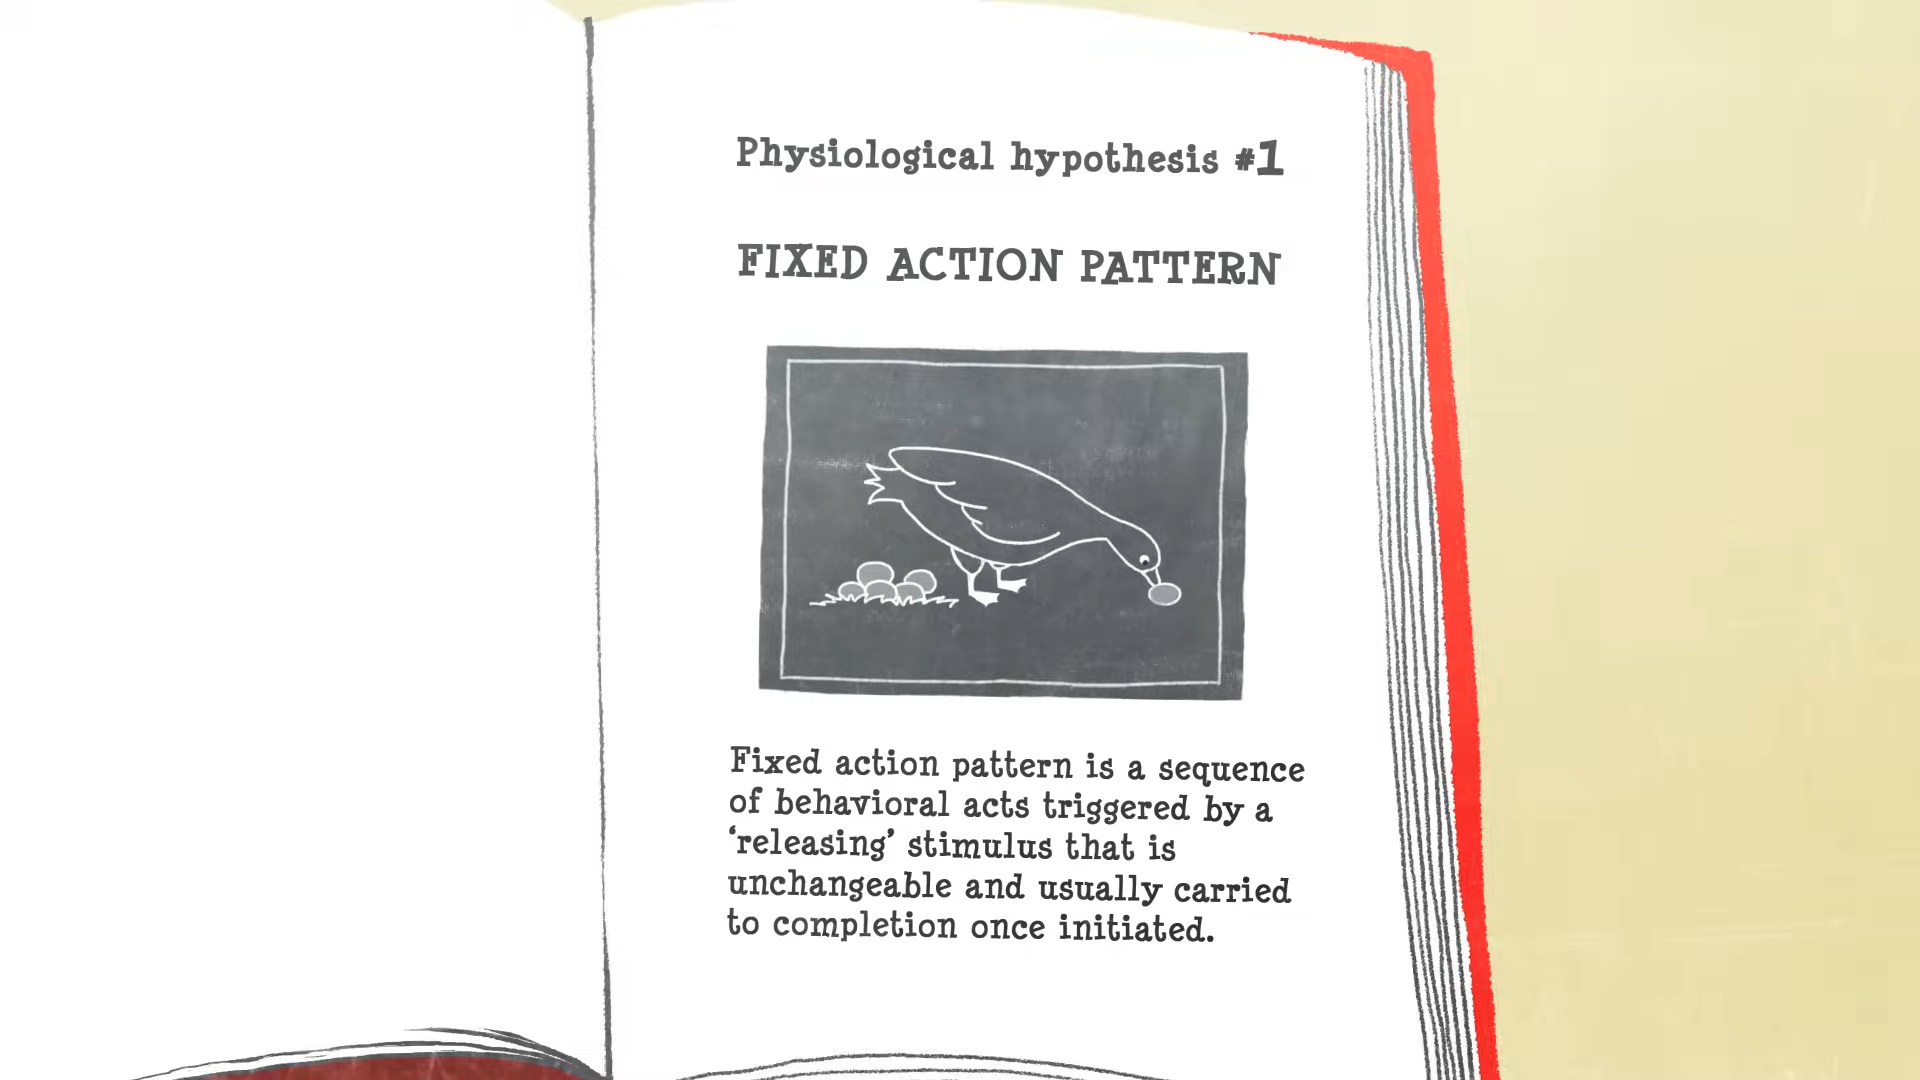 Physiological hypothesis #1
FIXED ACTION PATTERN
Fixed action pattern is a sequence
of behavioral acts triggered by a
‘releasing’ stimulus that is
unchangeable and usually carried
to completion once initiated.